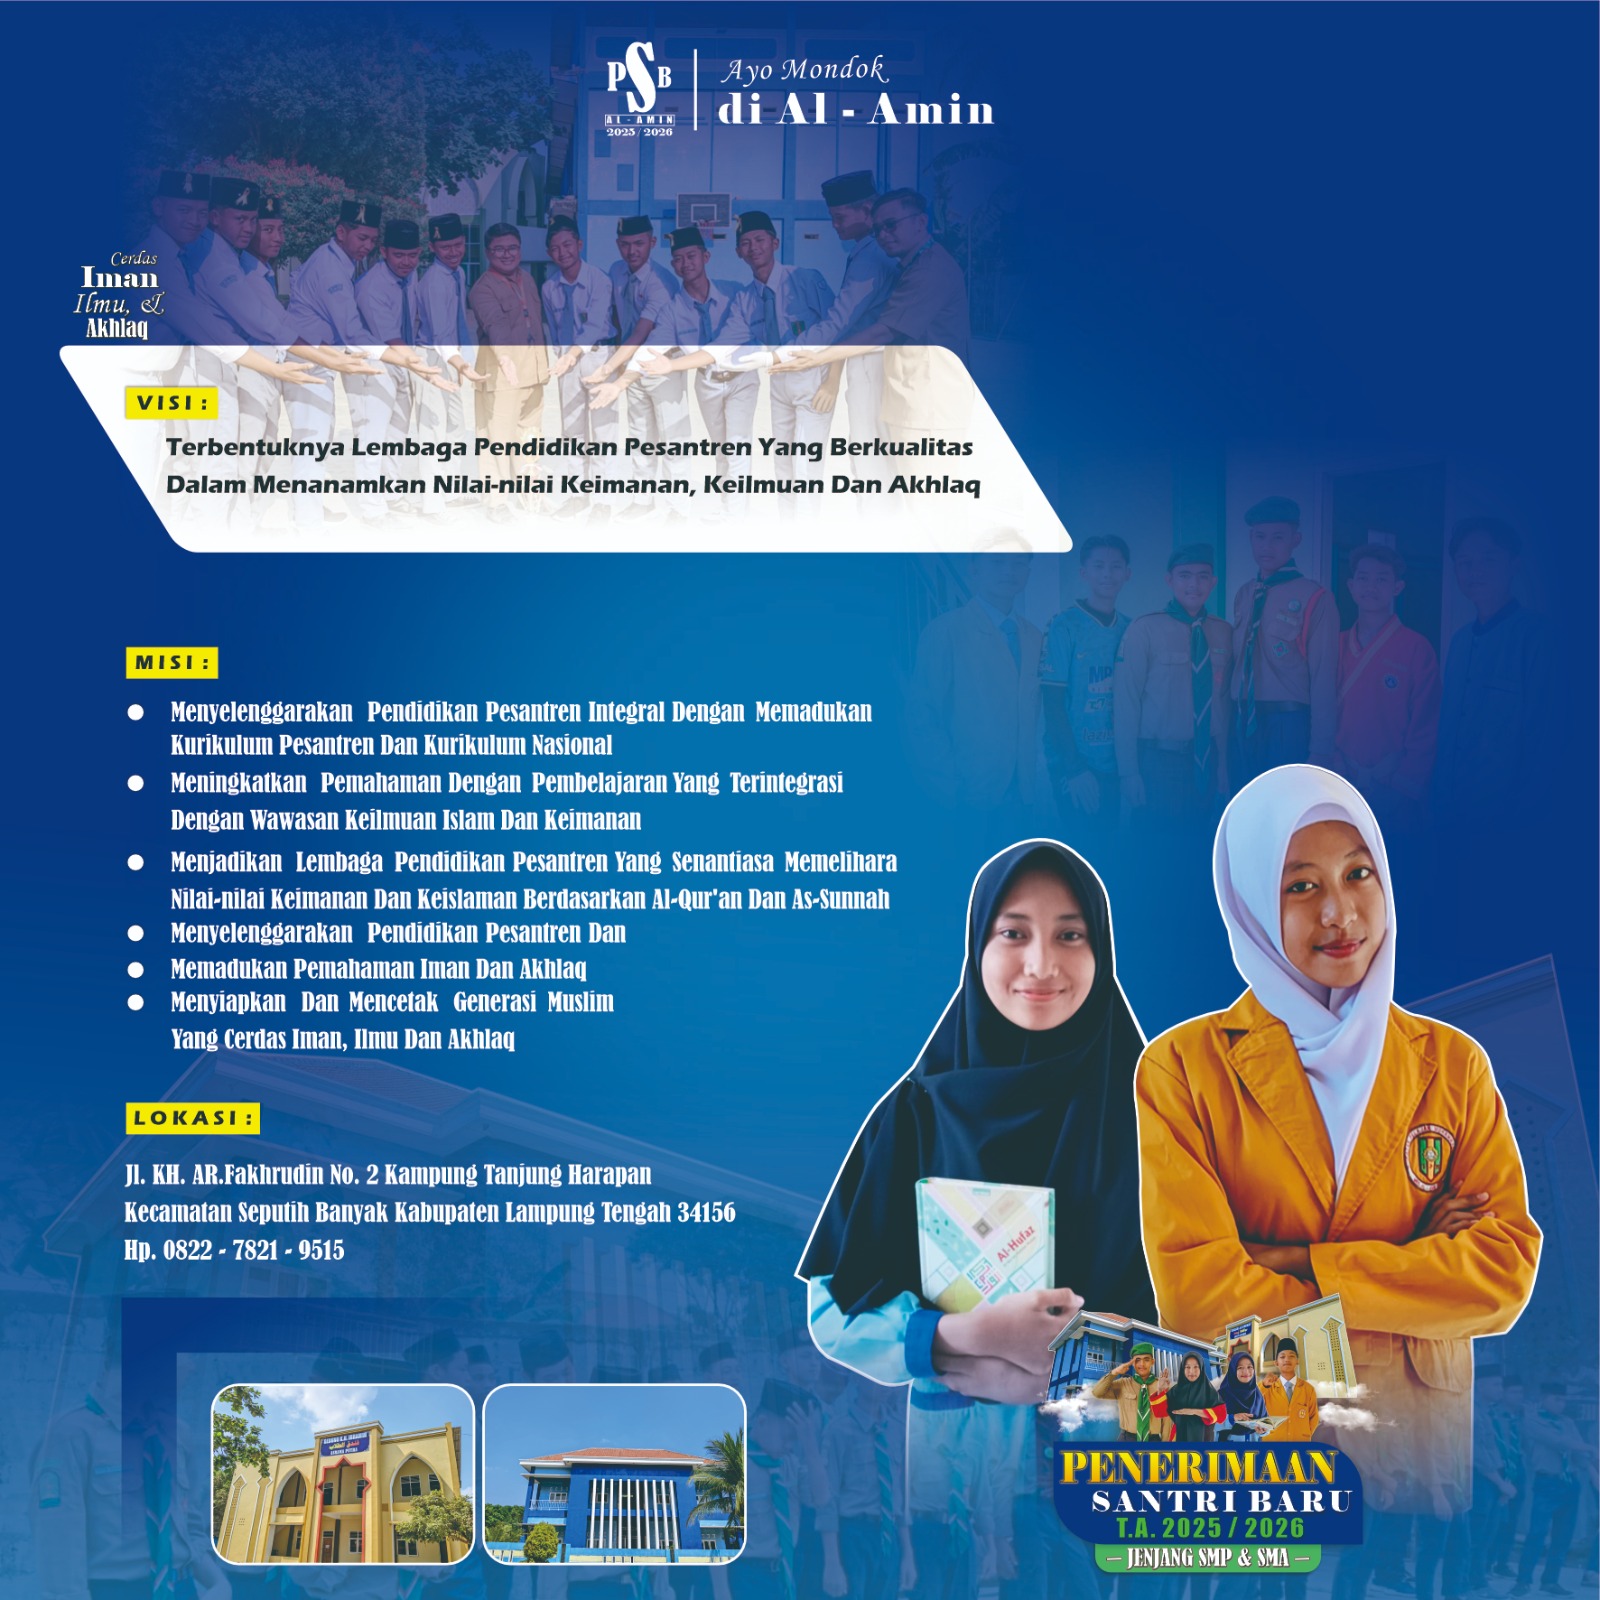 PSB
AL - AMIN
2025 / 2026
Ayo Mondok
di Al - Amin
Cerdas
Iman
Ilmu, &
Akhlaq
VISI :
Terbentuknya Lembaga Pendidikan Pesantren Yang Berkualitas
Dalam Menanamkan Nilai-nilai Keimanan, Keilmuan Dan Akhlaq
MISI :
Menyelenggarakan Pendidikan Pesantren Integral Dengan Memadukan
Kurikulum Pesantren Dan Kurikulum Nasional
Meningkatkan Pemahaman Dengan Pembelajaran Yang Terintegrasi
Dengan Wawasan Keilmuan Islam Dan Keimanan
Menjadikan Lembaga Pendidikan Pesantren Yang Senantiasa Memelihara
Nilai-nilai Keimanan Dan Keislaman Berdasarkan Al-Qur'an Dan As-Sunnah
Menyelenggarakan Pendidikan Pesantren Dan
Memadukan Pemahaman Iman Dan Akhlaq
Menyiapkan Dan Mencetak Generasi Muslim
Yang Cerdas Iman, Ilmu Dan Akhlaq
LOKASI :
Jl. KH. AR.Fakhrudin No. 2 Kampung Tanjung Harapan
Kecamatan Seputih Banyak Kabupaten Lampung Tengah 34156
Hp. 0822 - 7821 - 9515
Al-Hufaz
PENERIMAAN
SANTRI BARU
T.A. 2025 / 2026
– JENJANG SMP & SMA –